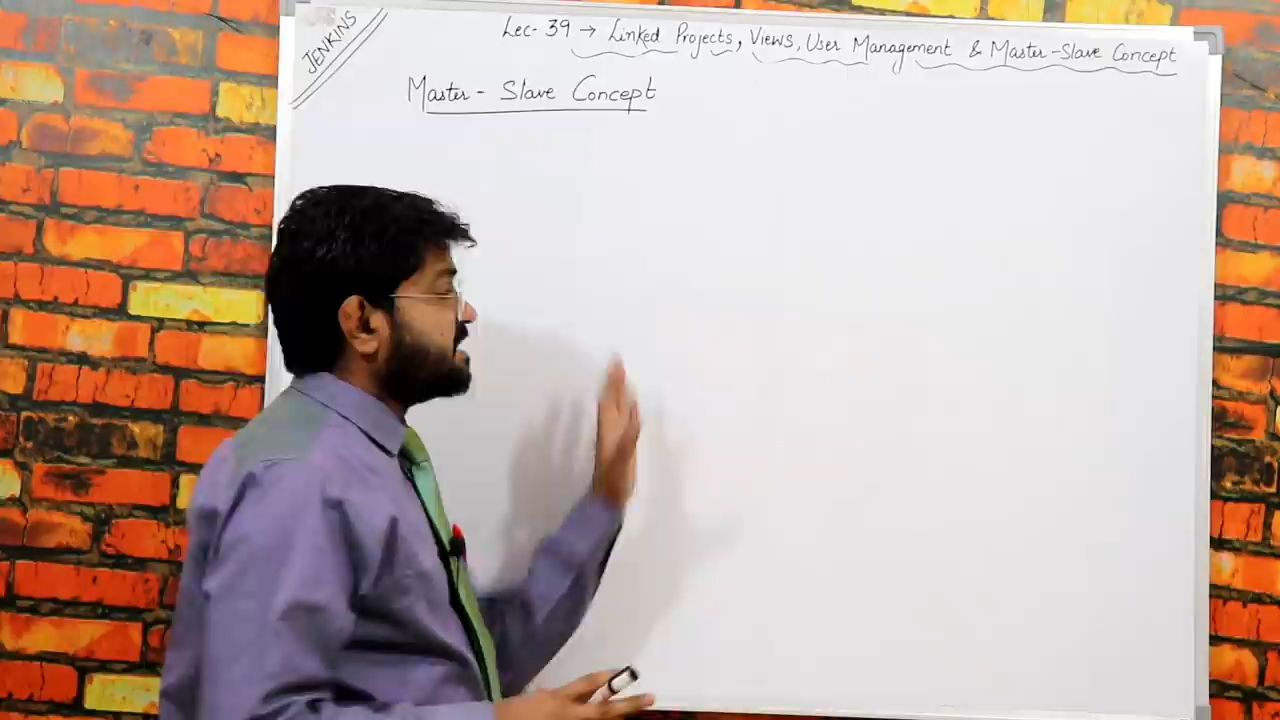 JENKINS
Lec- 39 → Linked Projects, Views, User Management & Master-Slave Concept
Master - Slave Concept